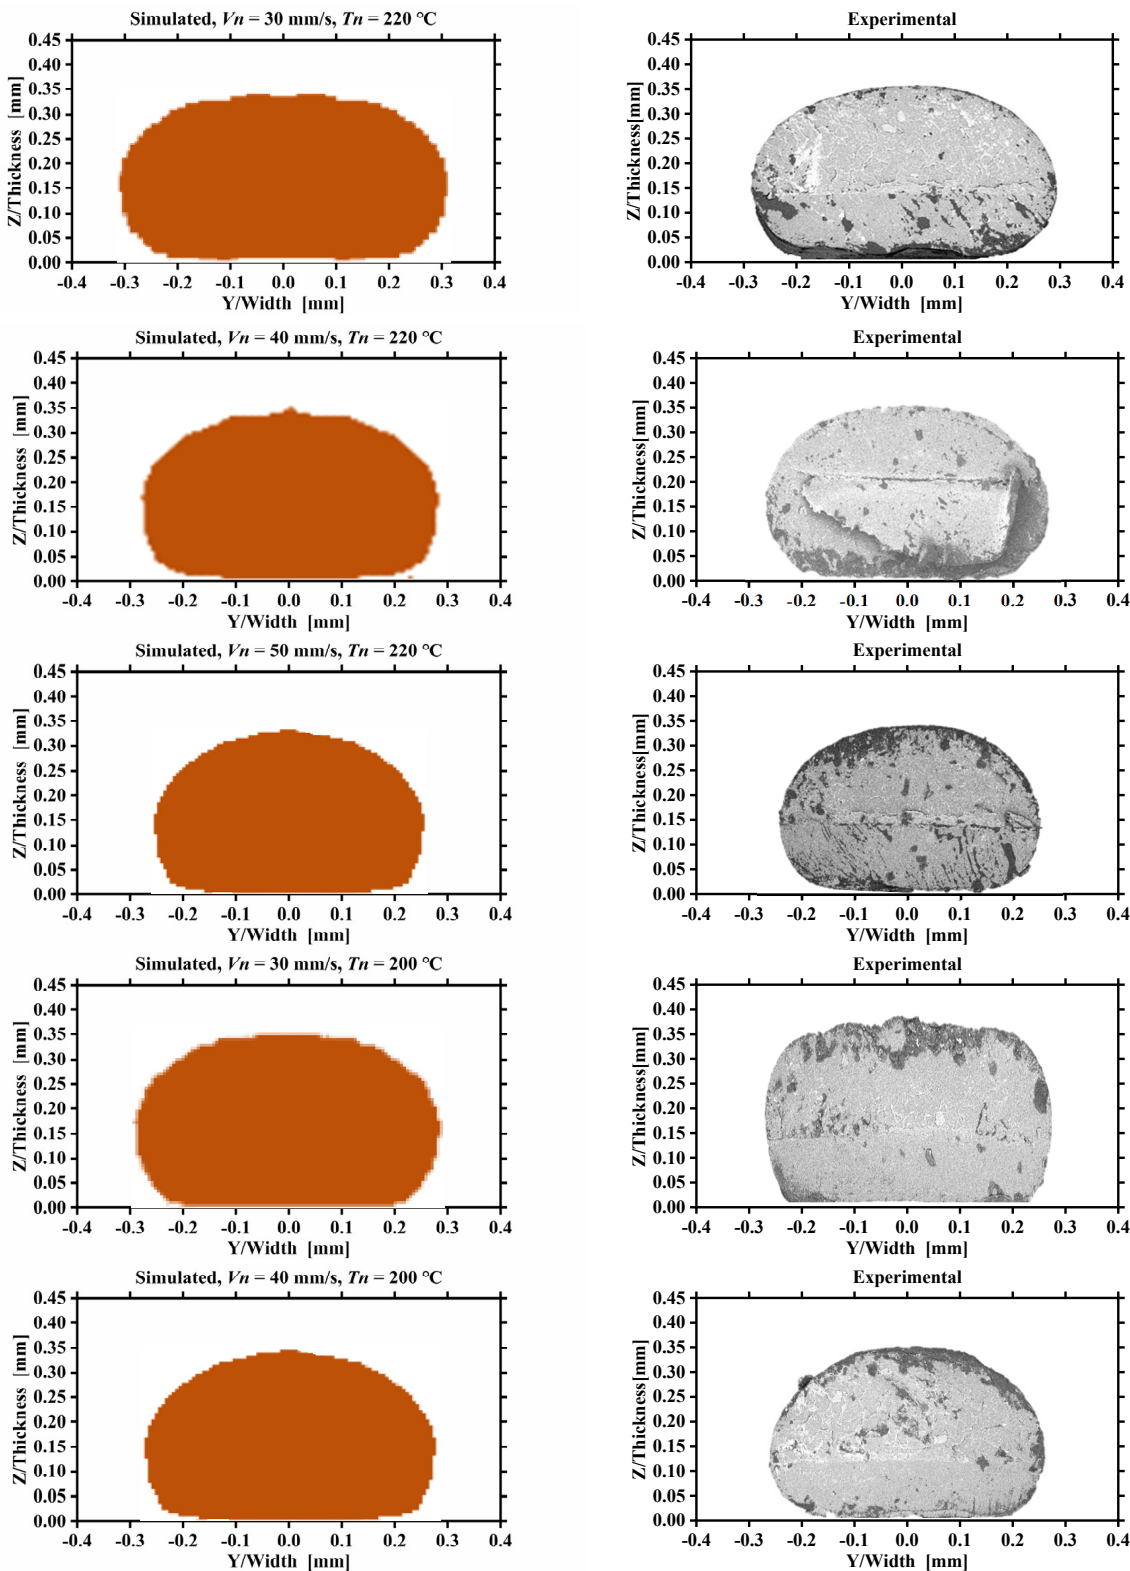 Simulated, Vn = 30 mm/s, Tn = 220 °C
Experimental
Z/Thickness [mm]
0.45
0.40
0.35
0.30
0.25
0.20
0.15
0.10
0.05
0.00
-0.4 -0.3 -0.2 -0.1 0.0 0.1 0.2 0.3 0.4
Y/Width [mm]
Z/Thickness[mm]
0.45
0.40
0.35
0.30
0.25
0.20
0.15
0.10
0.05
0.00
-0.4 -0.3 -0.2 -0.1 0.0 0.1 0.2 0.3 0.4
Y/Width [mm]
Simulated, Vn = 40 mm/s, Tn = 220 °C
Experimental
Z/Thickness [mm]
0.45
0.40
0.35
0.30
0.25
0.20
0.15
0.10
0.05
0.00
-0.4 -0.3 -0.2 -0.1 0.0 0.1 0.2 0.3 0.4
Y/Width [mm]
Z/Thickness[mm]
0.45
0.40
0.35
0.30
0.25
0.20
0.15
0.10
0.05
0.00
-0.4 -0.3 -0.2 -0.1 0.0 0.1 0.2 0.3 0.4
Y/Width [mm]
Simulated, Vn = 50 mm/s, Tn = 220 °C
Experimental
Z/Thickness [mm]
0.45
0.40
0.35
0.30
0.25
0.20
0.15
0.10
0.05
0.00
-0.4 -0.3 -0.2 -0.1 0.0 0.1 0.2 0.3 0.4
Y/Width [mm]
Z/Thickness[mm]
0.45
0.40
0.35
0.30
0.25
0.20
0.15
0.10
0.05
0.00
-0.4 -0.3 -0.2 -0.1 0.0 0.1 0.2 0.3 0.4
Y/Width [mm]
Simulated, Vn = 30 mm/s, Tn = 200 °C
Experimental
Z/Thickness [mm]
0.45
0.40
0.35
0.30
0.25
0.20
0.15
0.10
0.05
0.00
-0.4 -0.3 -0.2 -0.1 0.0 0.1 0.2 0.3 0.4
Y/Width [mm]
Z/Thickness[mm]
0.45
0.40
0.35
0.30
0.25
0.20
0.15
0.10
0.05
0.00
-0.4 -0.3 -0.2 -0.1 0.0 0.1 0.2 0.3 0.4
Y/Width [mm]
Simulated, Vn = 40 mm/s, Tn = 200 °C
Experimental
Z/Thickness [mm]
0.45
0.40
0.35
0.30
0.25
0.20
0.15
0.10
0.05
0.00
-0.4 -0.3 -0.2 -0.1 0.0 0.1 0.2 0.3 0.4
Y/Width [mm]
Z/Thickness[mm]
0.45
0.40
0.35
0.30
0.25
0.20
0.15
0.10
0.05
0.00
-0.4 -0.3 -0.2 -0.1 0.0 0.1 0.2 0.3 0.4
Y/Width [mm]